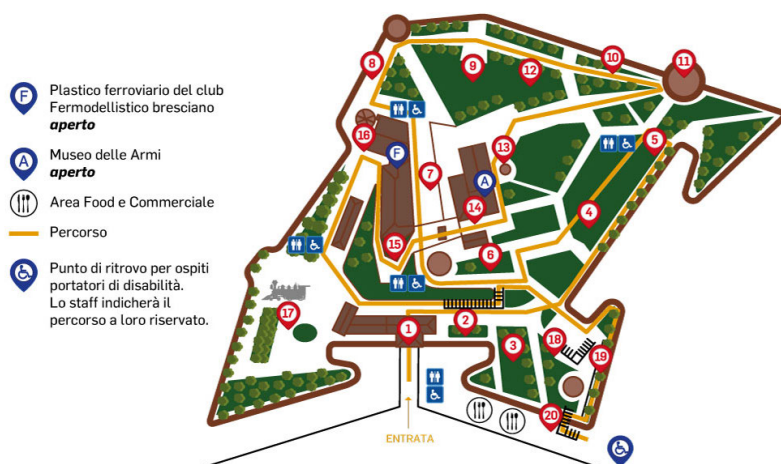 F
Plastico ferroviario del club
Fermodellistico bresciano
aperto
A
Museo delle Armi
aperto
Area Food e Commerciale
Percorso
Punto di ritrovo per ospiti
portatori di disabilità.
Lo staff indicherà il
percorso a loro riservato.
8
9
12
10
11
16
F
7
13
A
14
5
4
15
6
17
1
2
3
18
19
20
ENTRATA